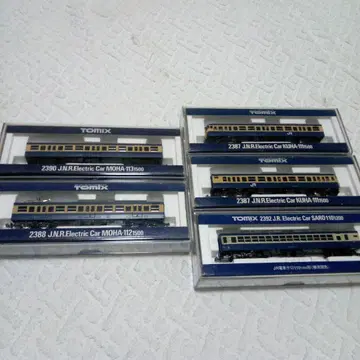 TOMIX
2390 J.N.R.Electric Car MOHA-113 1500
TOMIX
2388 J.N.R.Electric Car MOHA-112 1500
TOMIX
2387 J.N.R.Electric Car KUHA-111 1500
TOMIX
2387 J.N.R.Electric Car KUHA-111 1500
TOMIX 2392 J.R. Electric Car SARO 110 1200